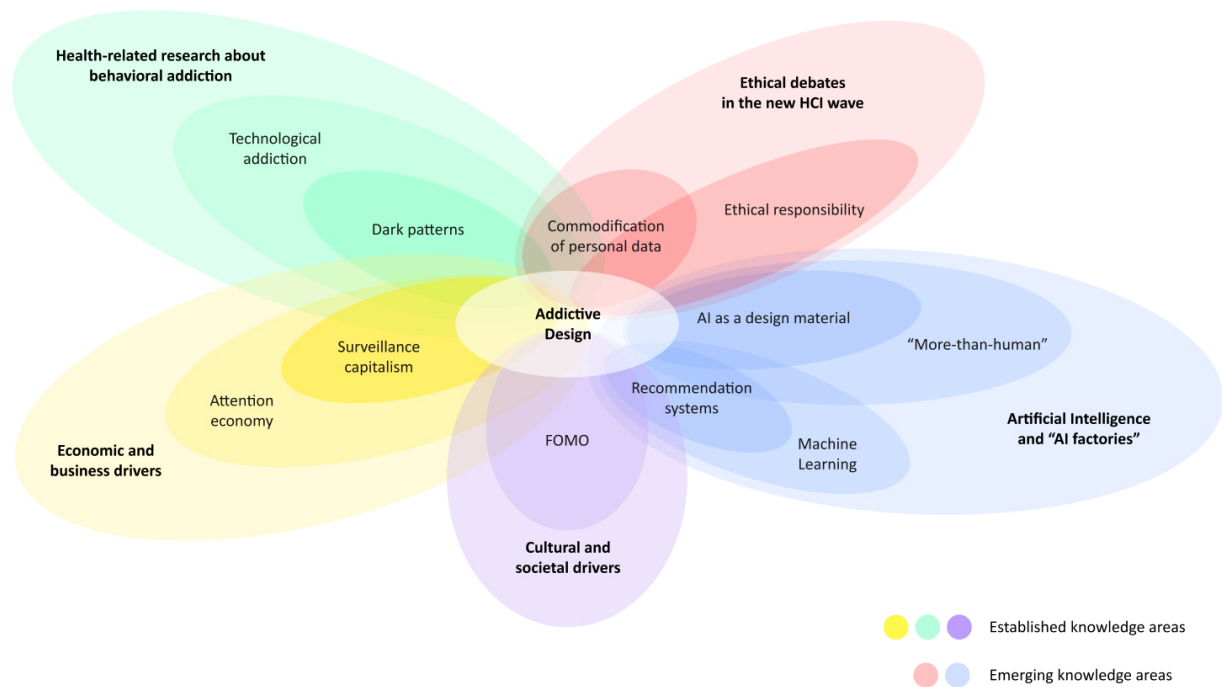 Health-related research about
behavioral addiction
Technological
addiction
Dark patterns
Ethical debates
in the new HCI wave
Commodification
of personal data
Ethical responsibility
Addictive
Design
Surveillance
capitalism
Attention
economy
Economic and
business drivers
FOMO
Cultural and
societal drivers
AI as a design material
“More-than-human”
Recommendation
systems
Machine
Learning
Artificial Intelligence
and “AI factories”
Established knowledge areas
Emerging knowledge areas